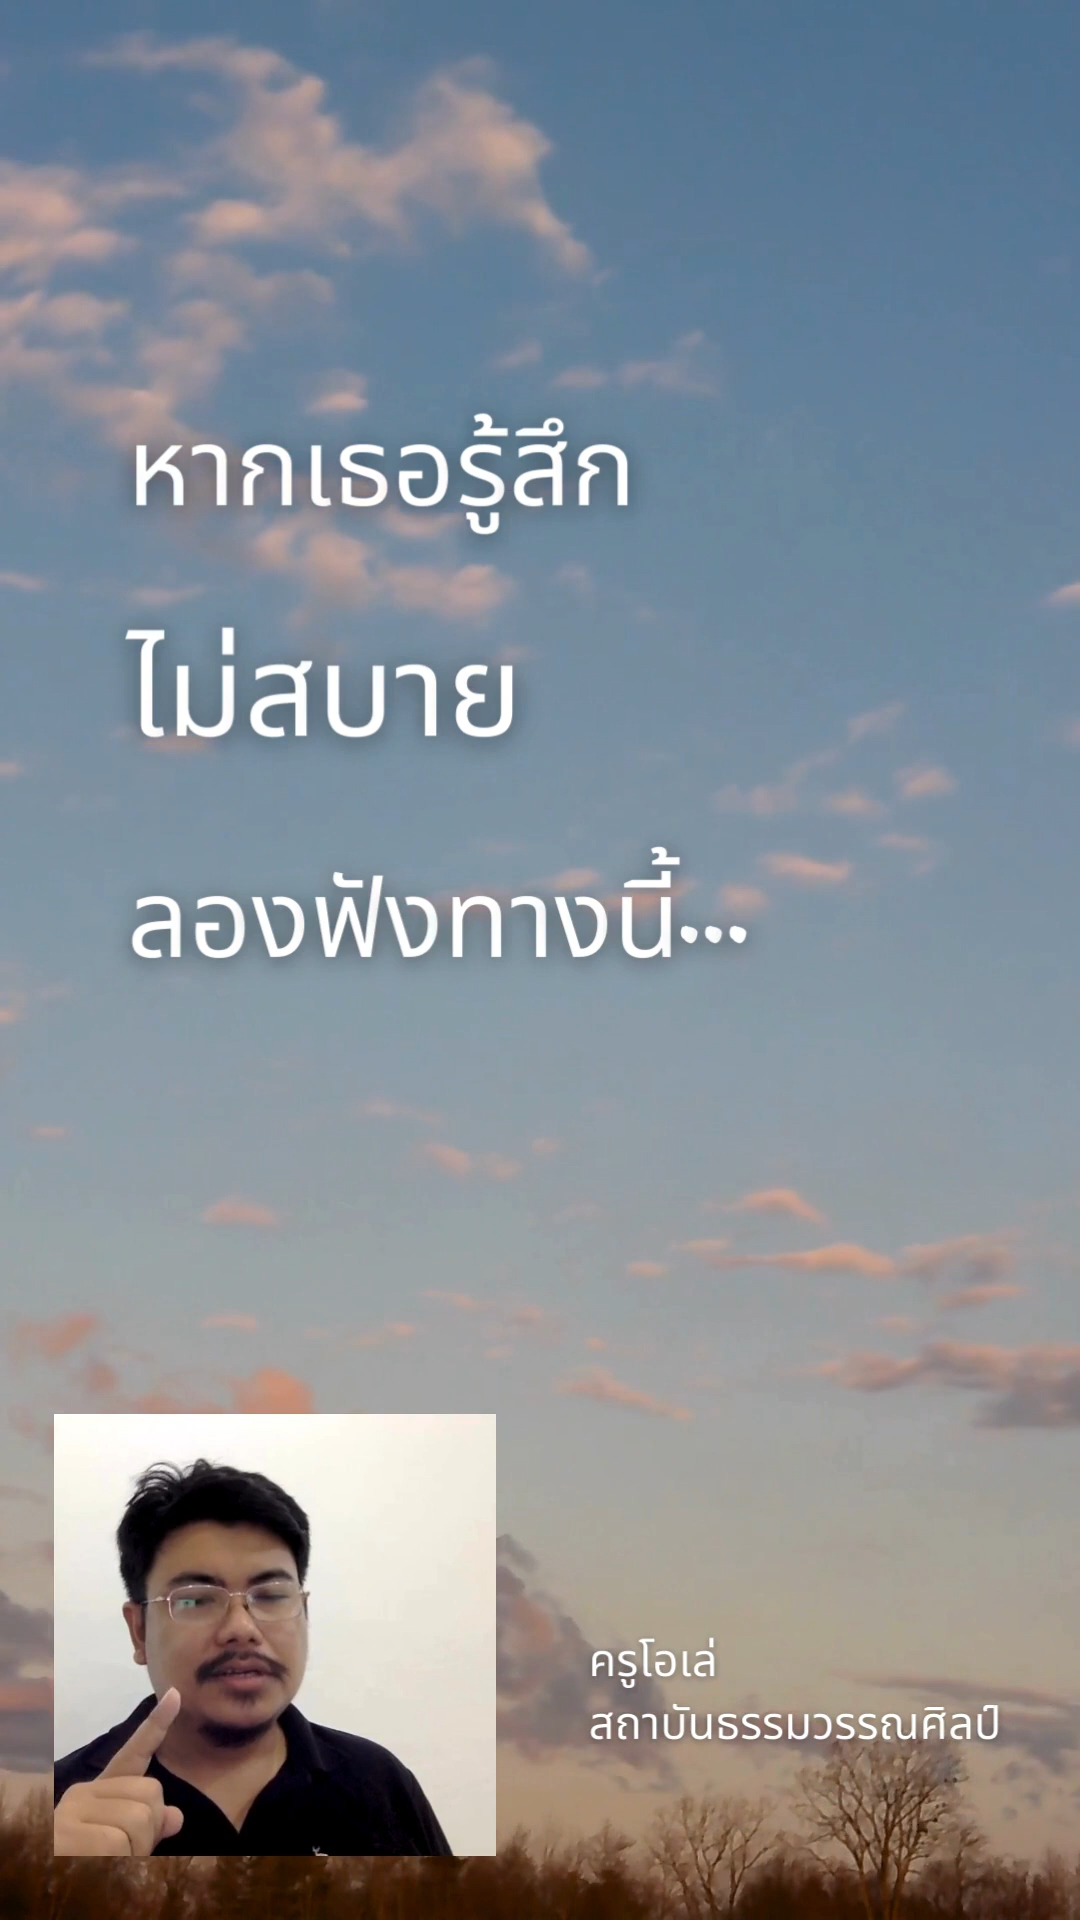 หากเธอรู้สึก
ไม่สบาย
ลองฟังทางนี้...
ครูโอเล่
สถาบันธรรมวรรณศิลป์